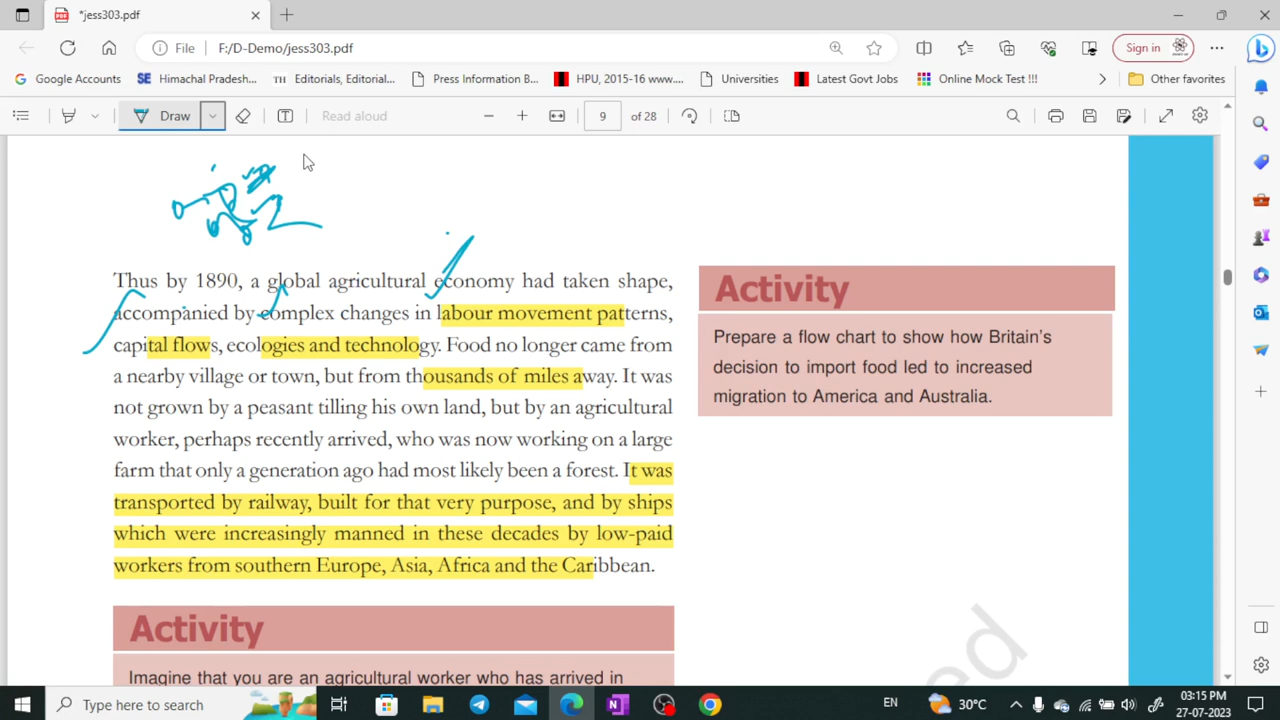 *jess303.pdf
File F:/D-Demo/jess303.pdf Sign in
Google Accounts SE Himachal Pradesh... TH Editorials, Editorial... Press Information B... HPU, 2015-16 www.... Universities Latest Govt Jobs Online Mock Test !!! Other favorites
Draw Read aloud 9 of 28
Thus by 1890, a global agricultural economy had taken shape,
accompanied by complex changes in labour movement patterns,
capital flows, ecologies and technology. Food no longer came from
a nearby village or town, but from thousands of miles away. It was
not grown by a peasant tilling his own land, but by an agricultural
worker, perhaps recently arrived, who was now working on a large
farm that only a generation ago had most likely been a forest. It was
transported by railway, built for that very purpose, and by ships
which were increasingly manned in these decades by low-paid
workers from southern Europe, Asia, Africa and the Caribbean.
Activity
Prepare a flow chart to show how Britain's
decision to import food led to increased
migration to America and Australia.
Activity
Imagine that you are an agricultural worker who has arrived in
Type here to search EN 30°C 03:15 PM
27-07-2023